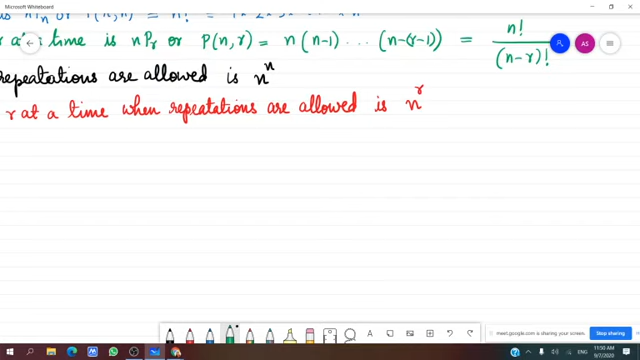 Microsoft Whiteboard
r at a time is nPr or P(n, r) = n (n-1) . . . (n-(r-1)) = n! / (n-r)!
repeatations are allowed is n^n
r at a time when repeatations are allowed is n^r
AS
meet.google.com is sharing your screen.
Stop sharing
ENG
11:50 AM
9/7/2020